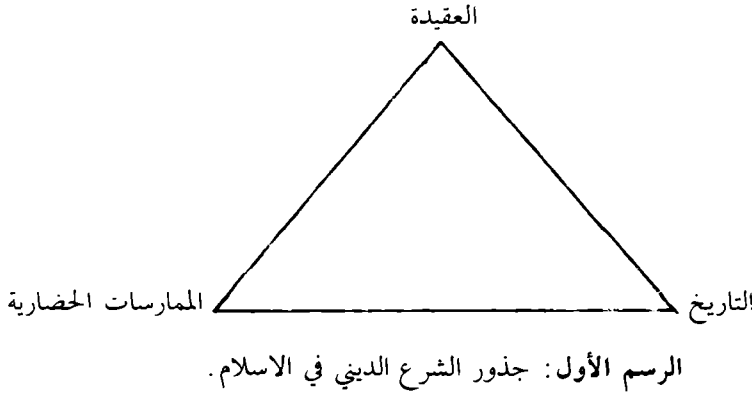 العقيدة
التاريخ
الممارسات الحضارية
الرسم الأول: جذور الشرع الديني في الاسلام.